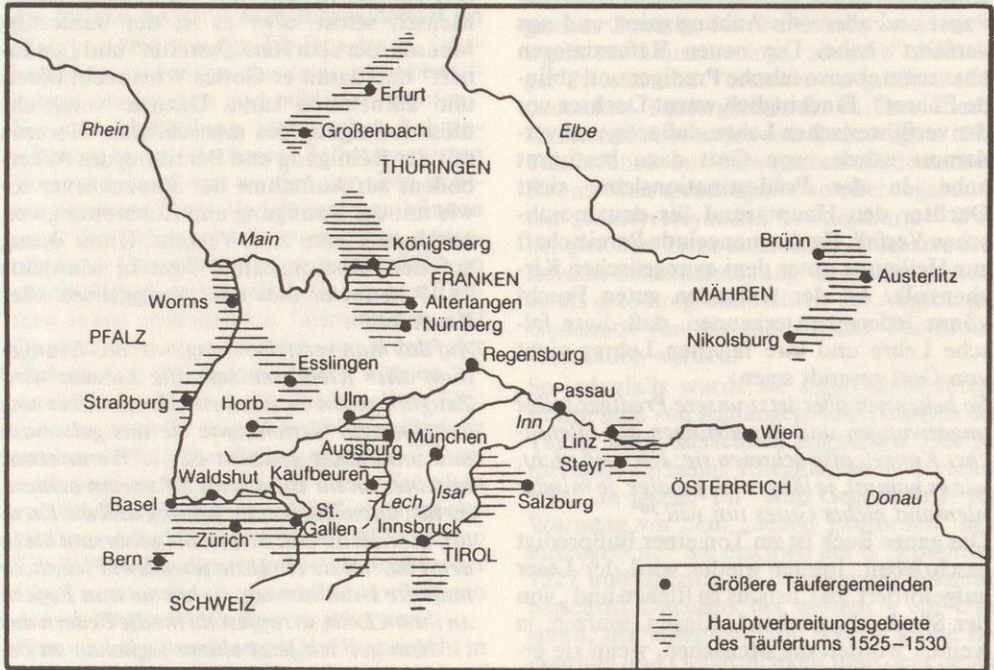 Erfurt
Rhein
Großenbach
Elbe
THÜRINGEN
Main
Königsberg
Brünn
FRANKEN
Austerlitz
Worms
Alterlangen
MÄHREN
PFALZ
Nürnberg
Nikolsburg
Regensburg
Esslingen
Straßburg
Horb
Ulm
Passau
Inn
Augsburg
München
Linz
Wien
Waldshut
Kaufbeuren
Steyr
ÖSTERREICH
Basel
Isar
Salzburg
Donau
St.
Gallen
Innsbruck
Zürich
Bern
TIROL
SCHWEIZ
Größere Täufergemeinden
Hauptverbreitungsgebiete
des Täufertums 1525–1530